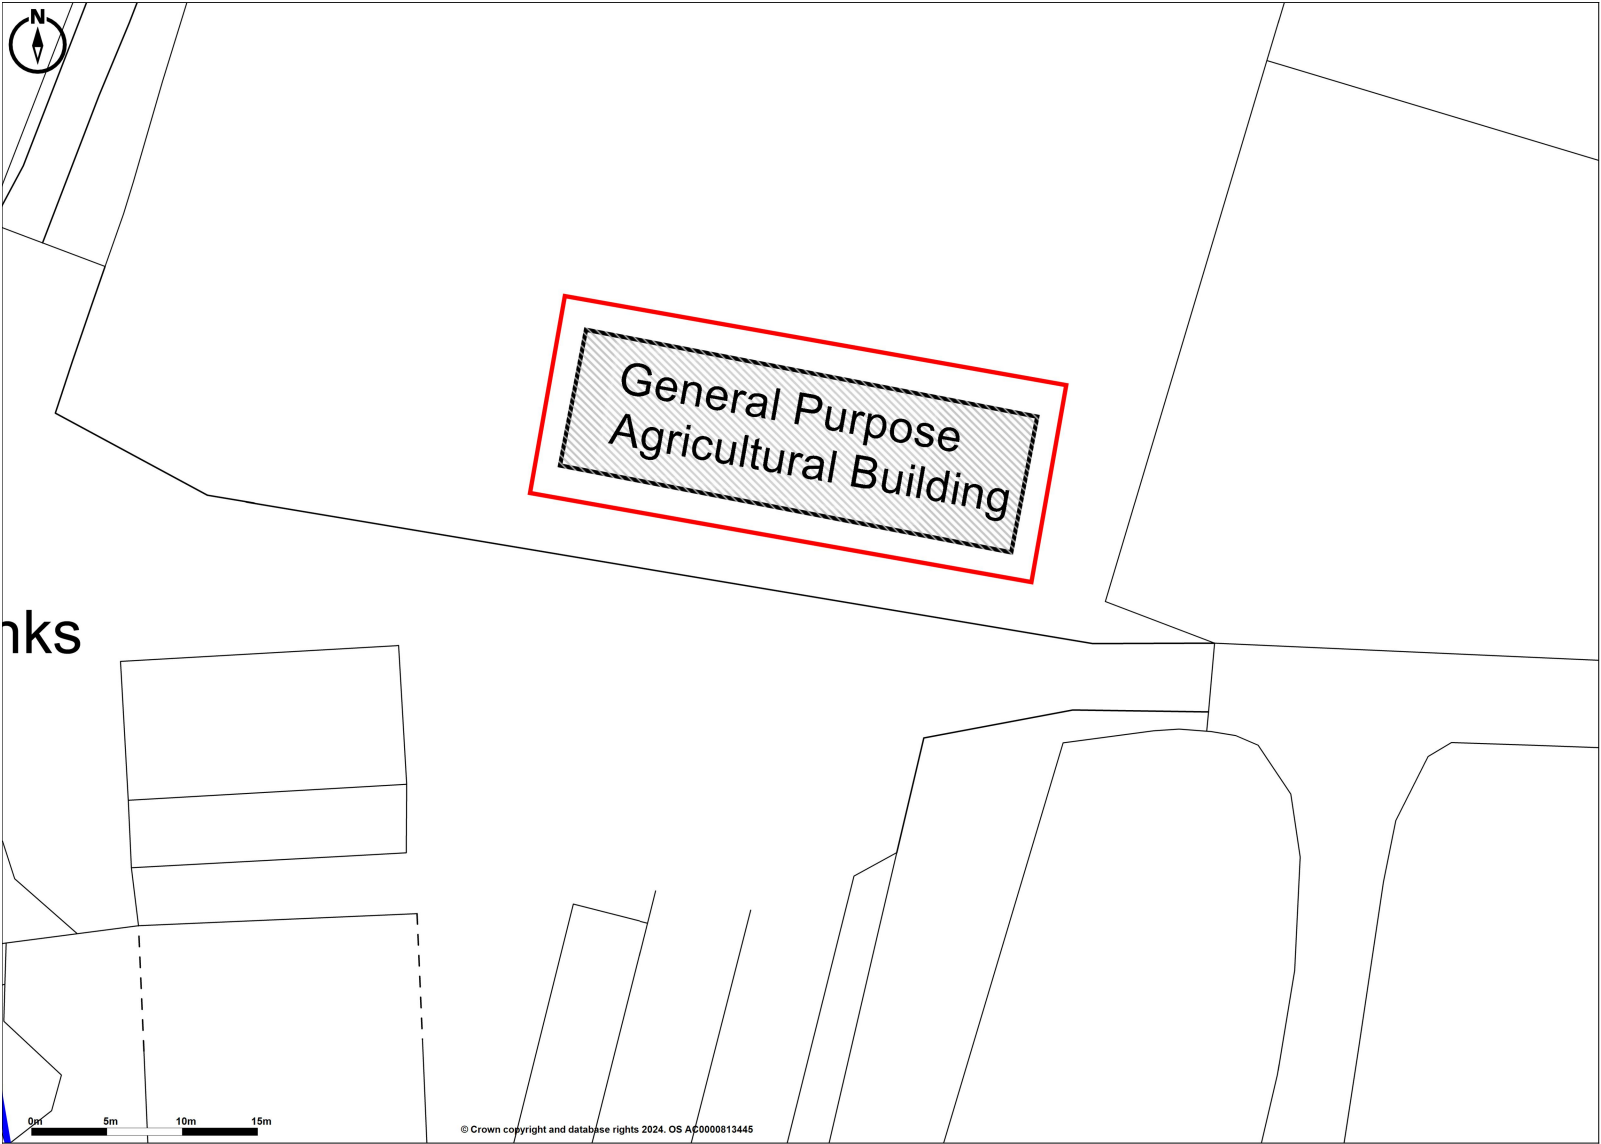 N
General Purpose
Agricultural Building
nks
0m 5m 10m 15m
© Crown copyright and database rights 2024. OS AC0000813445